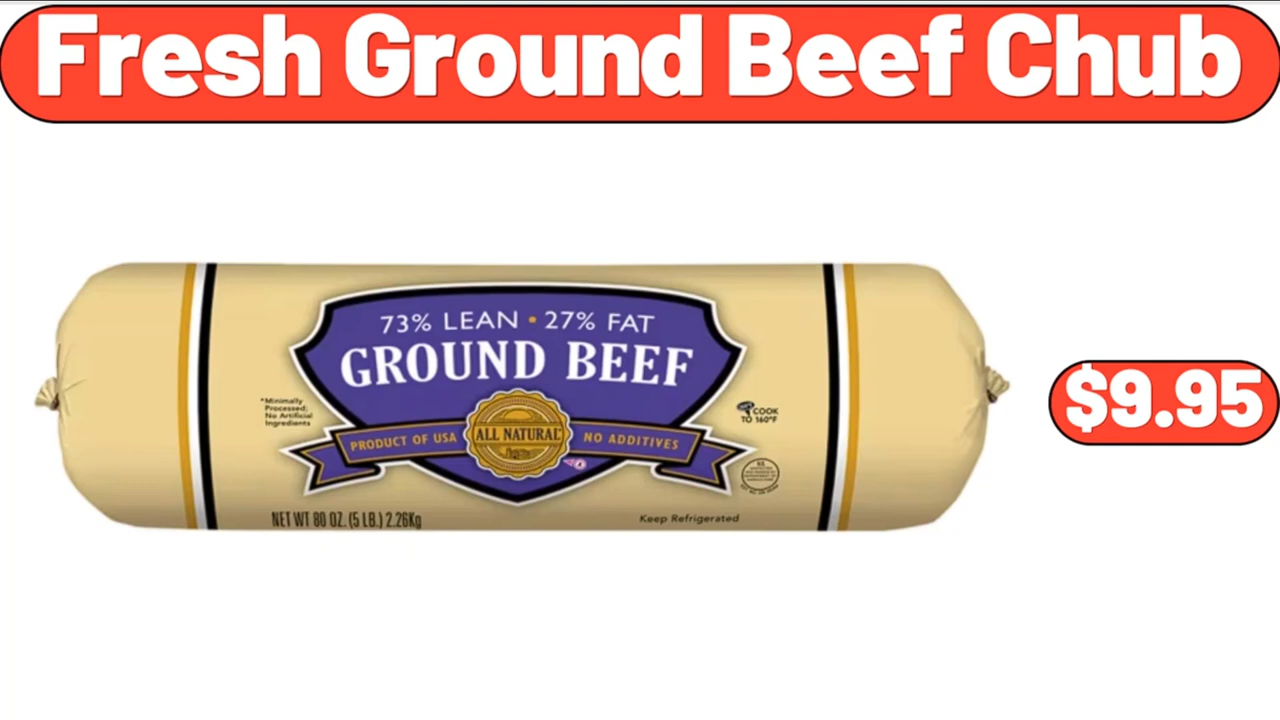 Fresh Ground Beef Chub
73% LEAN • 27% FAT
GROUND BEEF
*Minimally
Processed;
No Artificial
Ingredients
COOK
TO 160°F
PRODUCT OF USA
ALL NATURAL*
NO ADDITIVES
NET WT 80 OZ. (5 LB.) 2.26Kg
Keep Refrigerated
$9.95